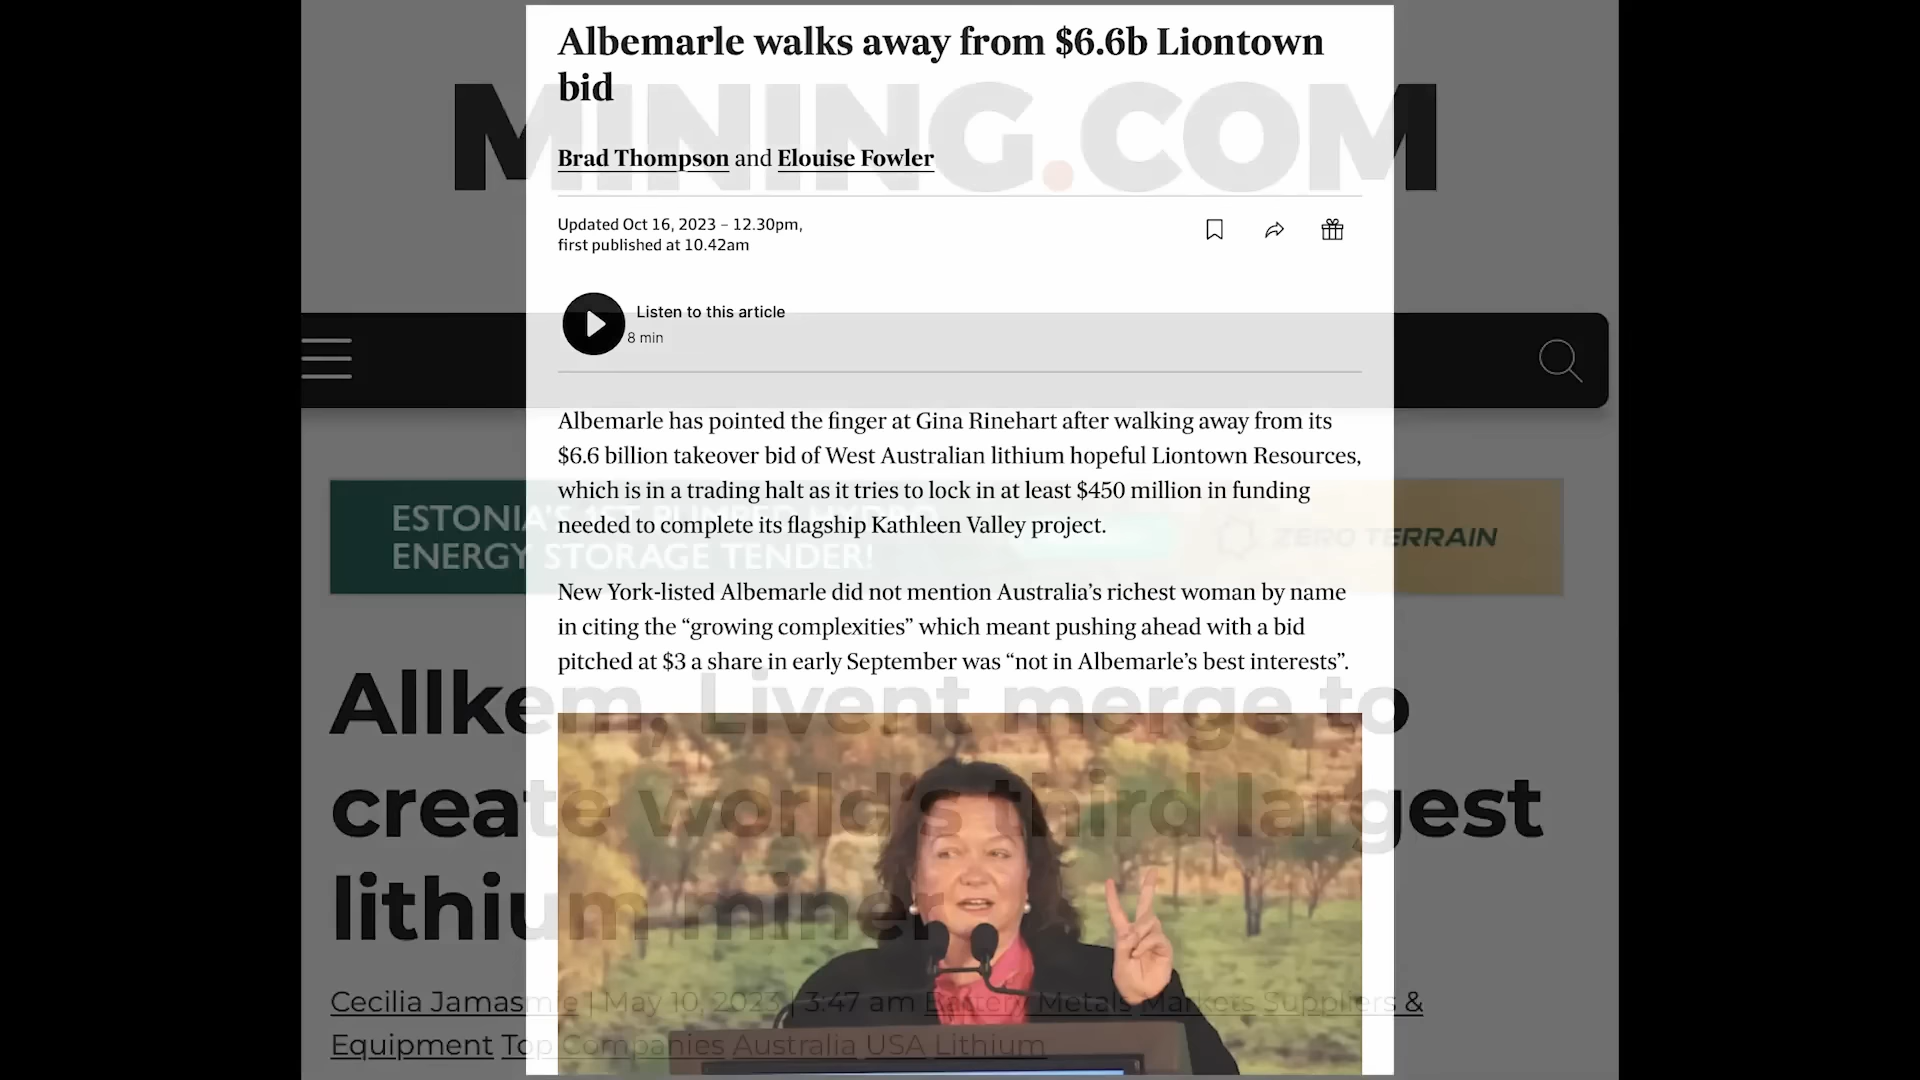 Albemarle walks away from $6.6b Liontown
bid
MINING.COM
Brad Thompson and Elouise Fowler
Updated Oct 16, 2023 – 12.30pm,
first published at 10.42am
Listen to this article
8 min
Albemarle has pointed the finger at Gina Rinehart after walking away from its
$6.6 billion takeover bid of West Australian lithium hopeful Liontown Resources,
which is in a trading halt as it tries to lock in at least $450 million in funding
needed to complete its flagship Kathleen Valley project.
New York-listed Albemarle did not mention Australia’s richest woman by name
in citing the “growing complexities” which meant pushing ahead with a bid
pitched at $3 a share in early September was “not in Albemarle’s best interests”.
ESTONIA'S 1ST PUMPED HYDRO
ENERGY STORAGE TENDER!
ZERO TERRAIN
Allkem, Livent merge to
create world's third largest
lithium miner
Cecilia Jamasmie | May 10, 2023 | 3:47 am Battery Metals Markets Suppliers &
Equipment Top Companies Australia USA Lithium